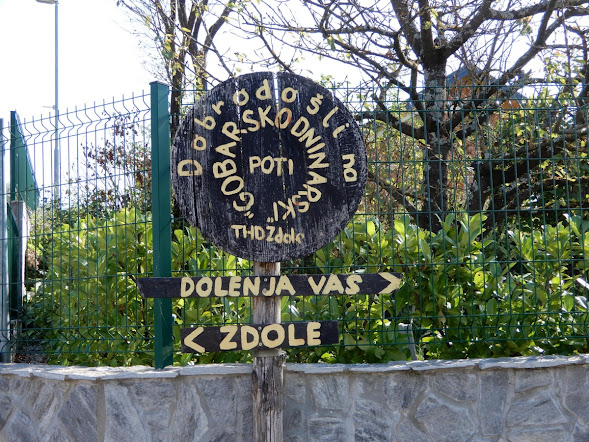 Dobrodošli na
"GOBARSKO DNINARSKI"
POTI
THD Zdole
DOLENJA VAS >
< ZDOLE